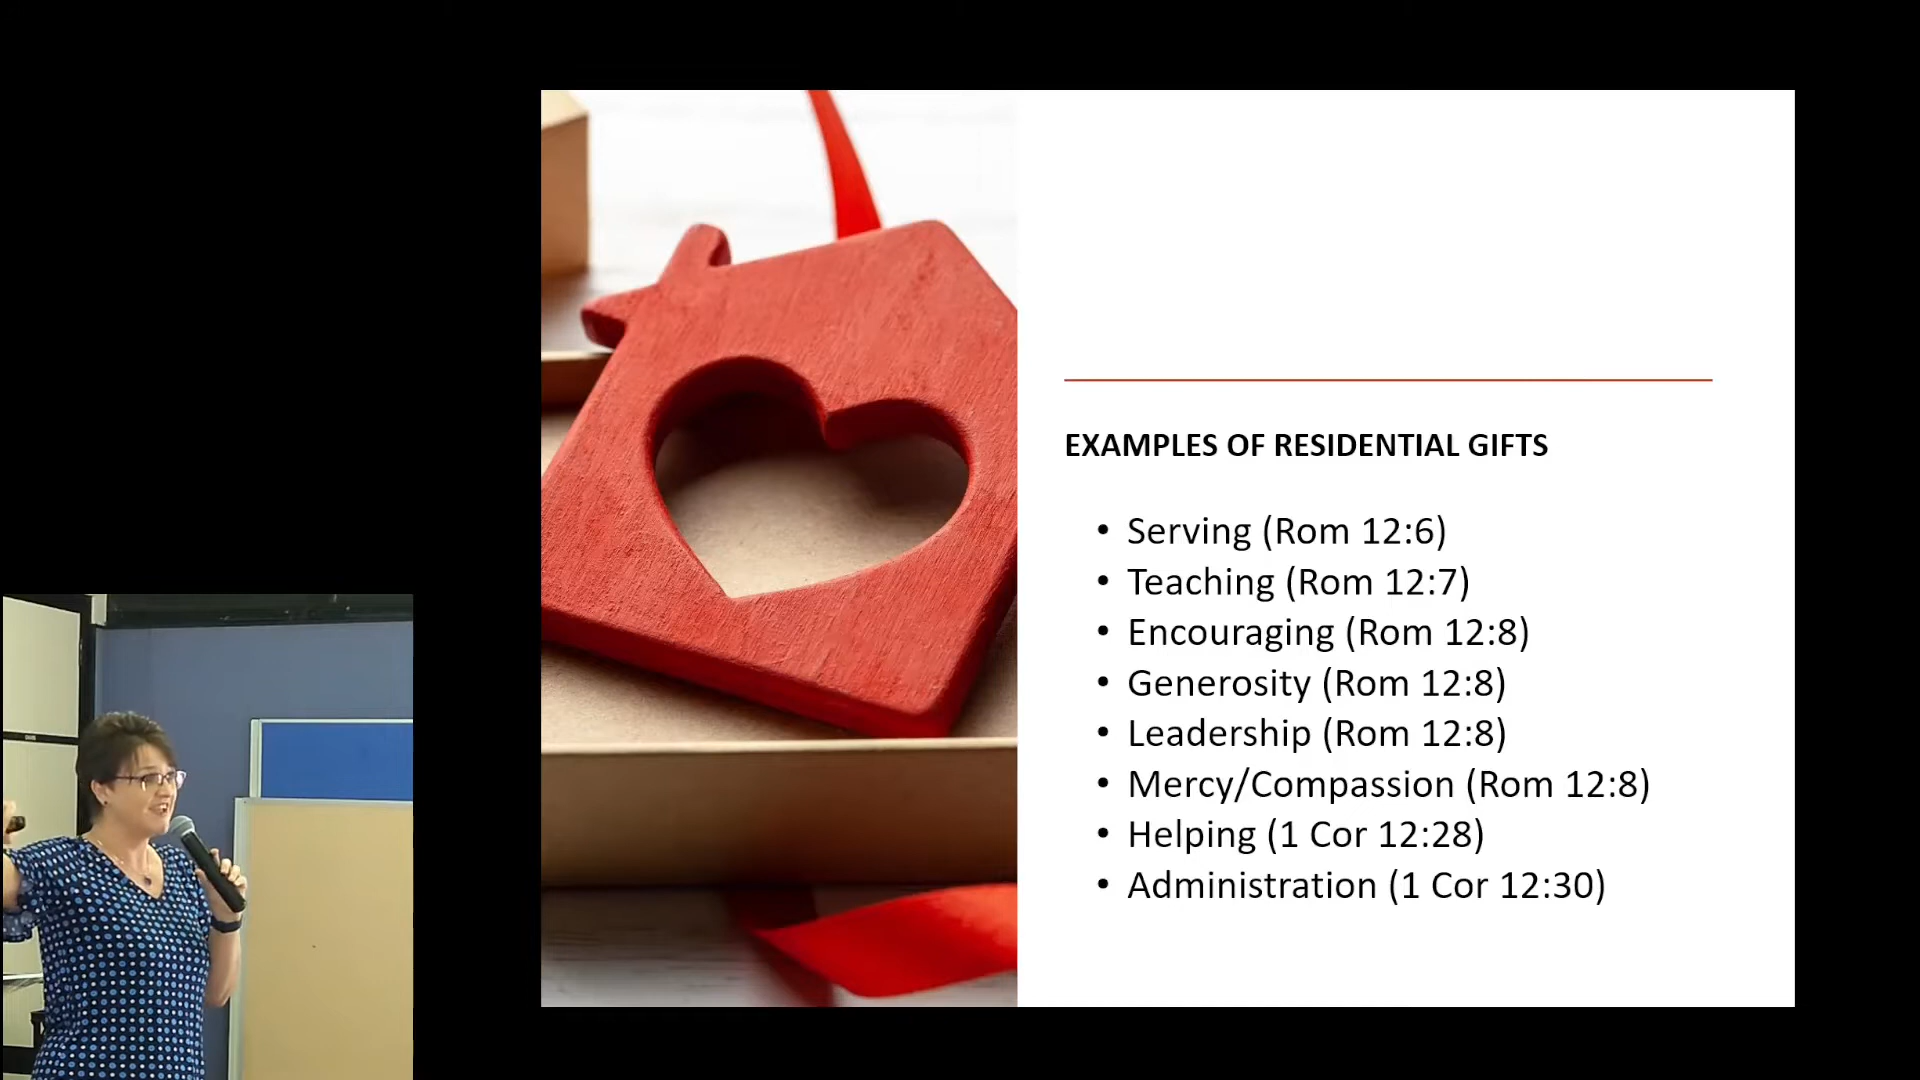 EXAMPLES OF RESIDENTIAL GIFTS
• Serving (Rom 12:6)
• Teaching (Rom 12:7)
• Encouraging (Rom 12:8)
• Generosity (Rom 12:8)
• Leadership (Rom 12:8)
• Mercy/Compassion (Rom 12:8)
• Helping (1 Cor 12:28)
• Administration (1 Cor 12:30)